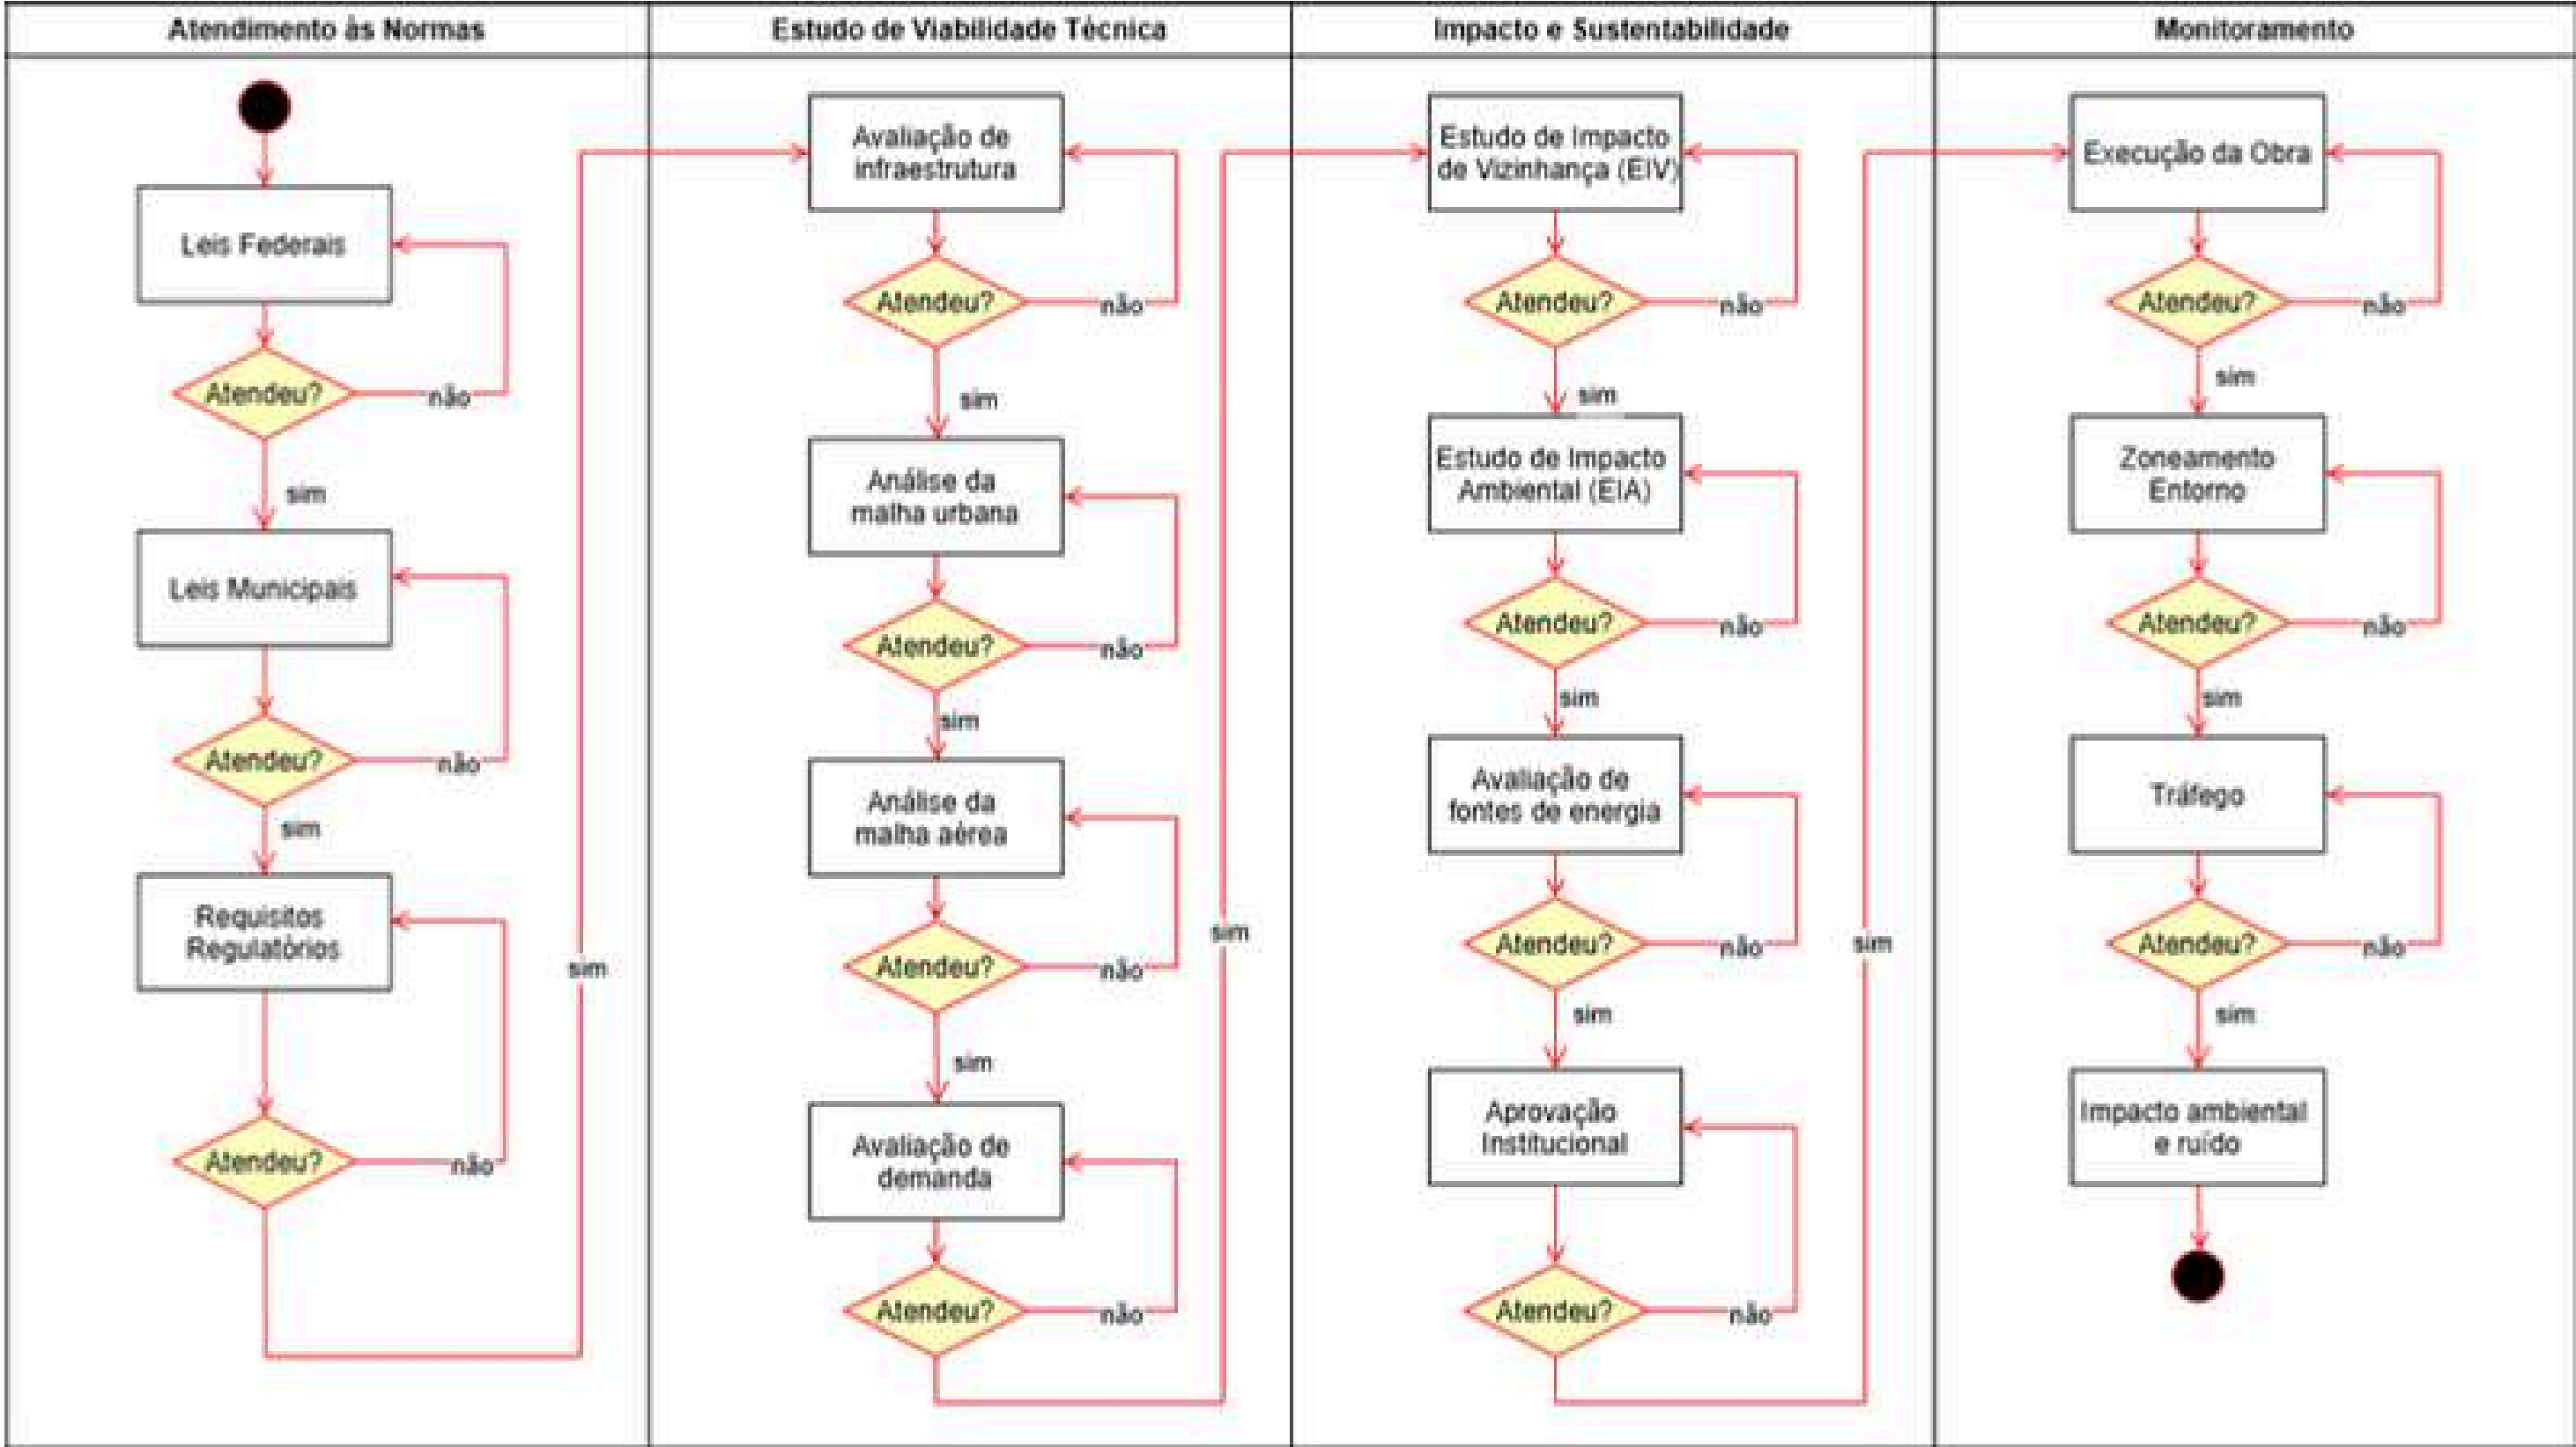 Atendimento às Normas
Estudo de Viabilidade Técnica
Impacto e Sustentabilidade
Monitoramento
Leis Federais
Atendeu?
não
sim
Leis Municipais
Atendeu?
não
sim
Requisitos
Regulatórios
Atendeu?
não
sim
Avaliação de
infraestrutura
Atendeu?
não
sim
Análise da
malha urbana
Atendeu?
não
sim
Análise da
malha aérea
Atendeu?
não
sim
Avaliação de
demanda
Atendeu?
não
sim
Estudo de Impacto
de Vizinhança (EIV)
Atendeu?
não
sim
Estudo de Impacto
Ambiental (EIA)
Atendeu?
não
sim
Avaliação de
fontes de energia
Atendeu?
não
sim
Aprovação
Institucional
Atendeu?
não
sim
Execução da Obra
Atendeu?
não
sim
Zoneamento
Entorno
Atendeu?
não
sim
Tráfego
Atendeu?
não
sim
Impacto ambiental
e ruído